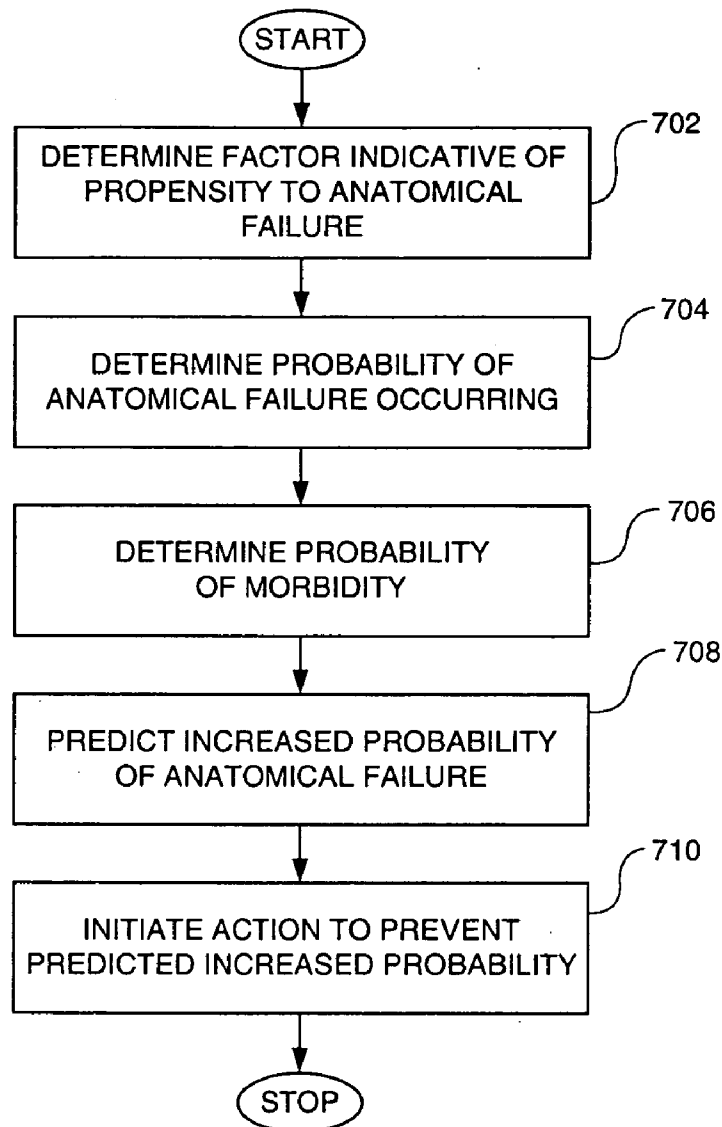 START
702
DETERMINE FACTOR INDICATIVE OF
PROPENSITY TO ANATOMICAL
FAILURE
704
DETERMINE PROBABILITY OF
ANATOMICAL FAILURE OCCURRING
706
DETERMINE PROBABILITY
OF MORBIDITY
708
PREDICT INCREASED PROBABILITY
OF ANATOMICAL FAILURE
710
INITIATE ACTION TO PREVENT
PREDICTED INCREASED PROBABILITY
STOP